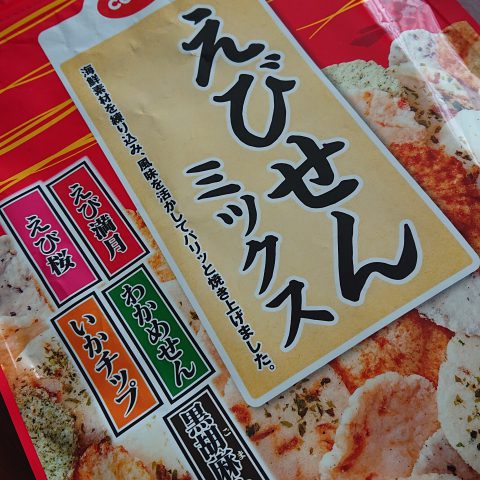 えびせん
ミックス
海鮮素材を練り込み、風味を活かしてパリッと焼き上げました。
えび満月
えび桜
わかめせん
いかチップ
黒胡麻
ごま